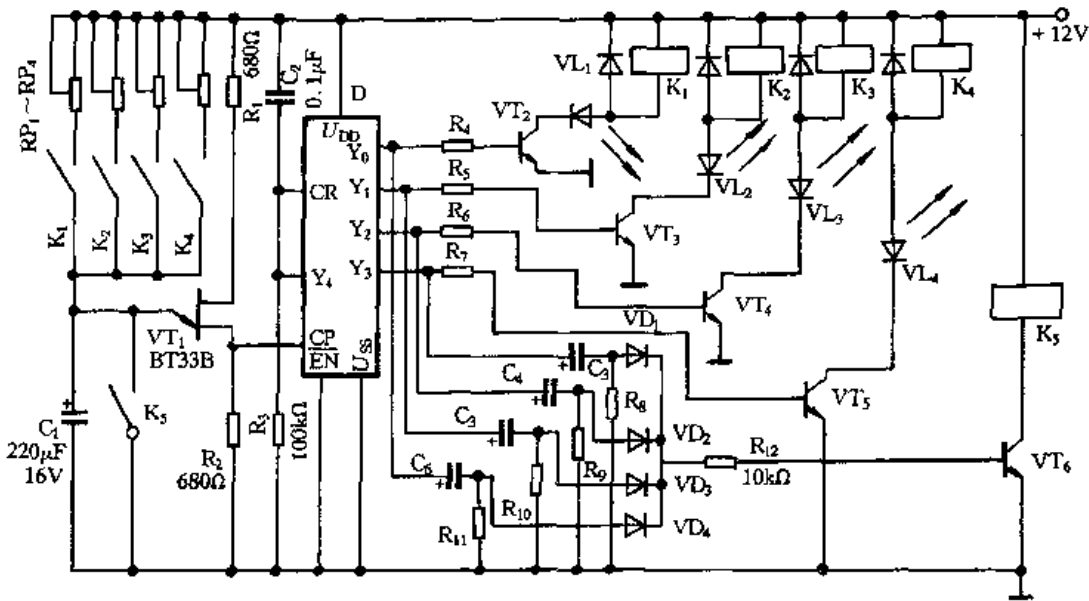 +12V
RP₁~RP₄
680Ω
R₁
C₂
0.1μF
D
VL₁
K₁
K₂
K₃
K₄
VT₂
U_DD
Y₀
R₄
CR
Y₁
R₅
Y₂
R₆
Y₃
R₇
Y₄
CP
EN
U_SS
VL₂
VL₃
VL₄
VT₃
VT₄
VT₅
K₁
K₂
K₃
K₄
VT₁
BT33B
K₅
K₅
VD₁
C₃
R₈
C₄
C₃
R₉
C₁
220μF
16V
R₂
680Ω
R₃
100kΩ
C₆
R₁₀
R₁₁
VD₂
VD₃
VD₄
R₁₂
10kΩ
VT₆